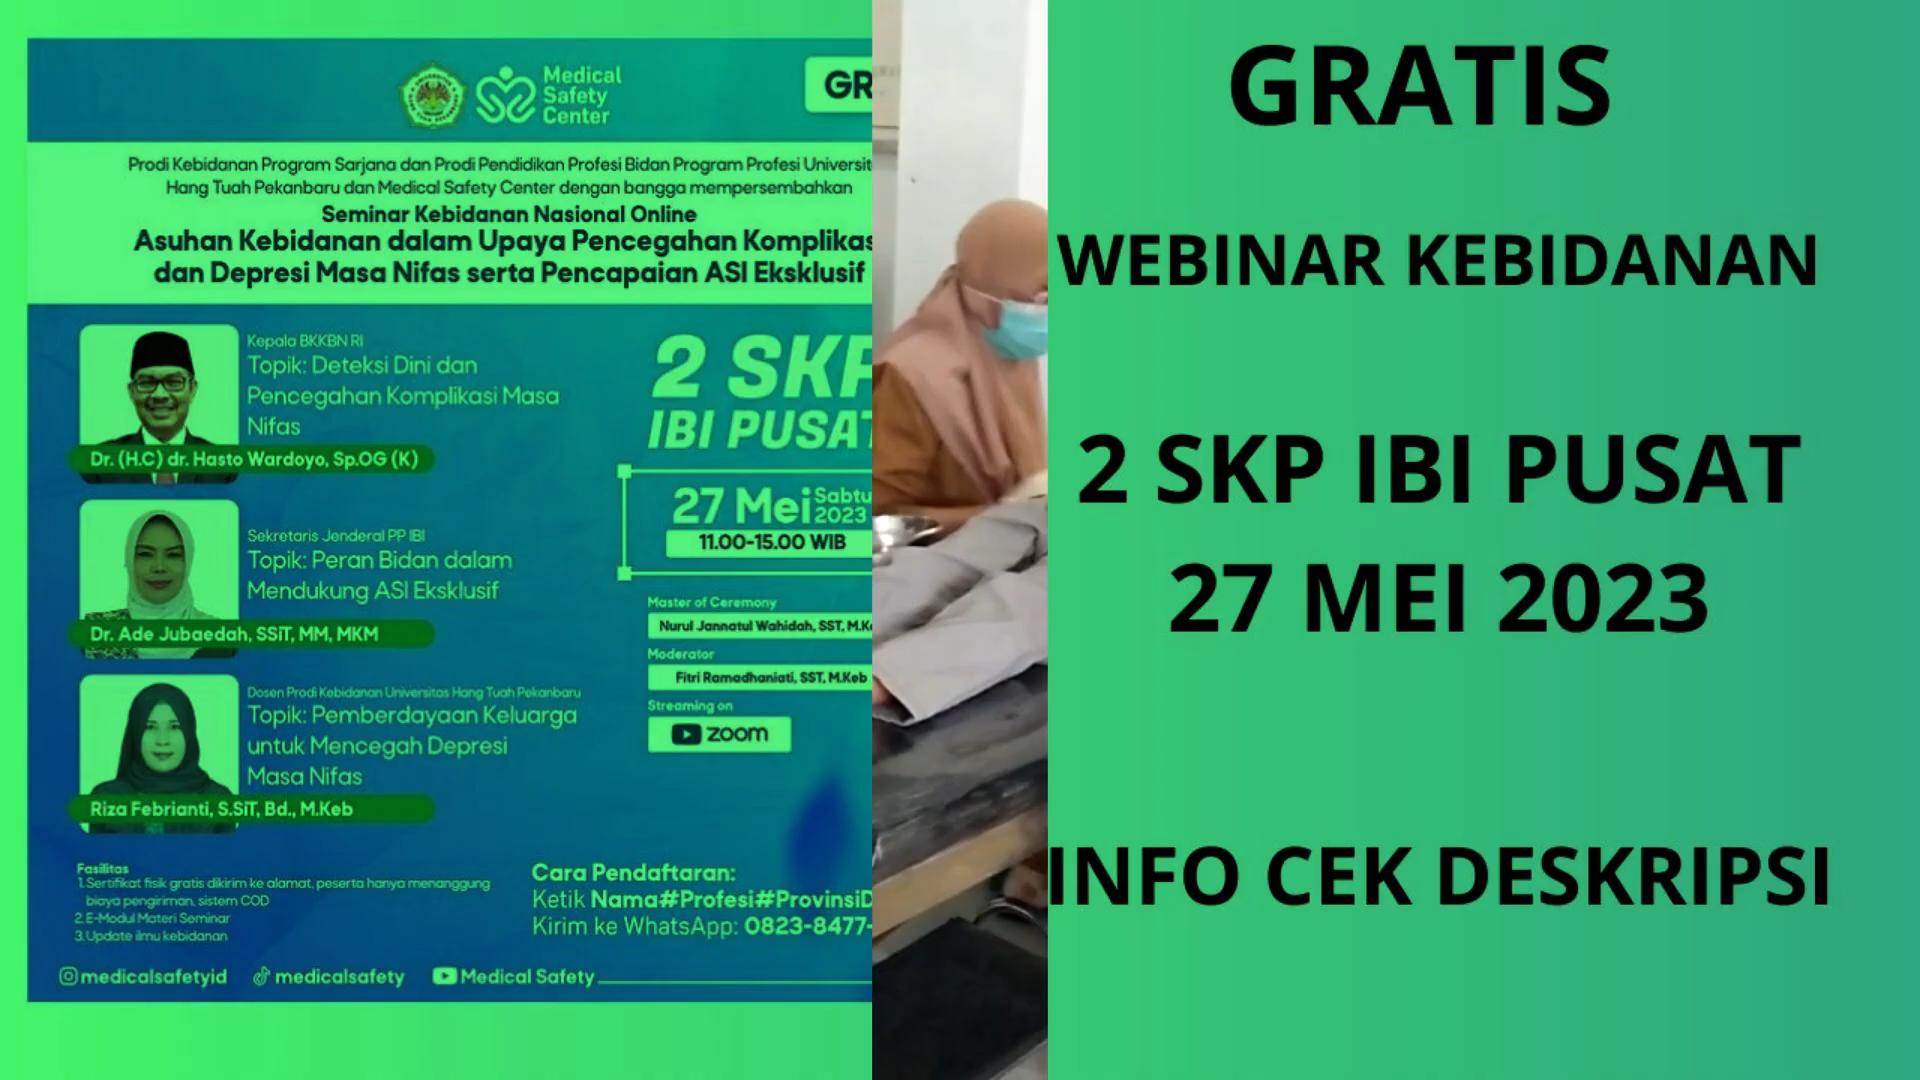 Medical
Safety
Center
Prodi Kebidanan Program Sarjana dan Prodi Pendidikan Profesi Bidan Program Profesi
Hang Tuah Pekanbaru dan Medical Safety Center dengan bangga mempersembahkan
Seminar Kebidanan Nasional Online
Asuhan Kebidanan dalam Upaya Pencegahan
dan Depresi Masa Nifas serta Pencapaian ASI Eksklusif
Kepala BKKBN RI
Topik: Deteksi Dini dan
Pencegahan Komplikasi Masa
Nifas
Dr. (H.C) dr. Hasto Wardoyo, Sp.OG (K)
Sekretaris Jenderal PP IBI
Topik: Peran Bidan dalam
Mendukung ASI Eksklusif
Dr. Ade Jubaedah, SSiT, MM, MKM
Dosen Prodi Kebidanan Universitas Hang Tuah Pekanbaru
Topik: Pemberdayaan Keluarga
untuk Mencegah Depresi
Masa Nifas
Riza Febrianti, S.SiT, Bd., M.Keb
2 SKP
IBI PUSAT
27 Mei Sabtu
2023
11.00-15.00 WIB
Master of Ceremony
Nurul Jannatul Wahidah, SST,
Moderator
Fitri Ramadhaniati, SST, M.Keb
Streaming on
zoom
Fasilitas
1. Sertifikat fisik gratis dikirim ke alamat, peserta hanya menanggung
biaya pengiriman, sistem COD
2. E-Modul Materi Seminar
3. Update ilmu kebidanan
Cara Pendaftaran:
Ketik Nama#Profesi#Provinsi
Kirim ke WhatsApp: 0823-8477-
medicalsafetyid medicalsafety Medical Safety
GRATIS
WEBINAR KEBIDANAN
2 SKP IBI PUSAT
27 MEI 2023
INFO CEK DESKRIPSI